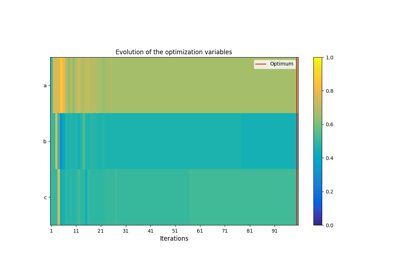 Evolution of the optimization variables
Optimum
a
b
c
1 11 21 31 41 51 61 71 81 91
Iterations
1.0
0.8
0.6
0.4
0.2
0.0